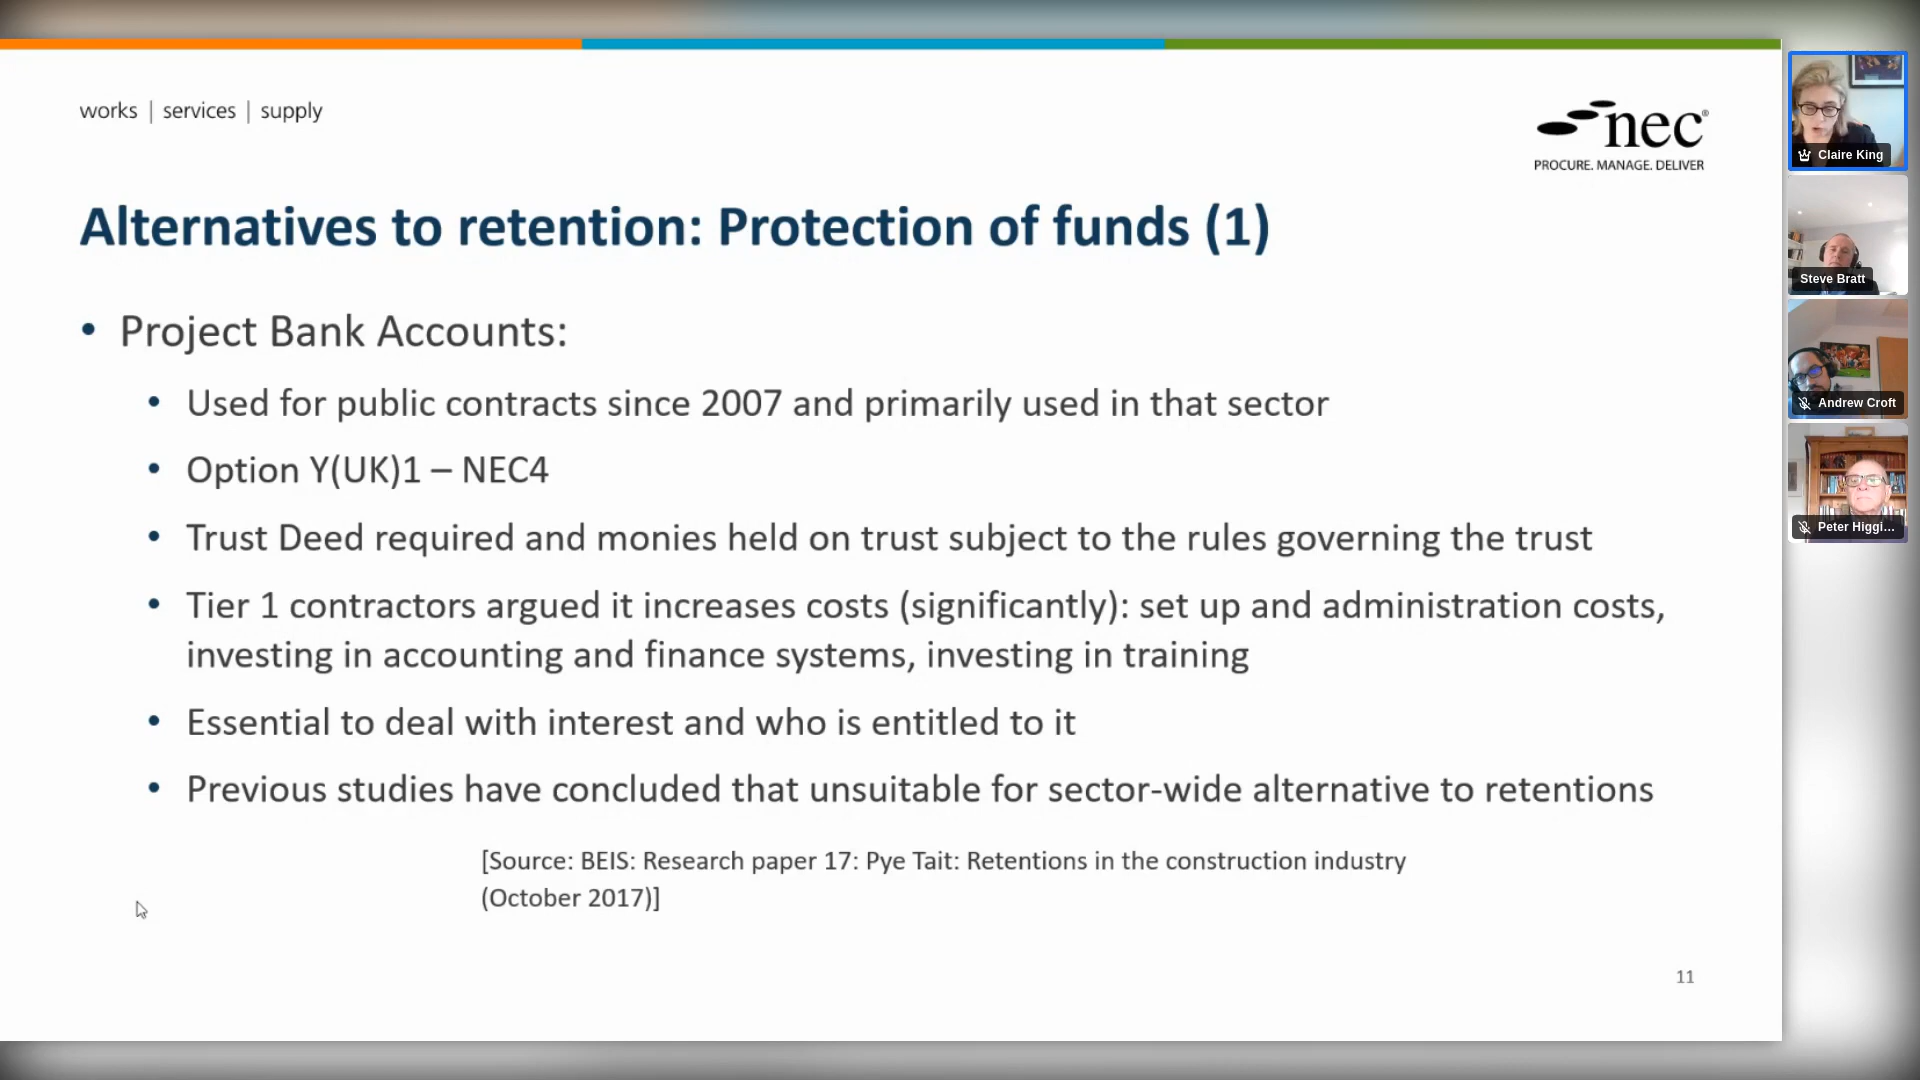 works | services | supply
nec®
PROCURE. MANAGE. DELIVER
Alternatives to retention: Protection of funds (1)
• Project Bank Accounts:
• Used for public contracts since 2007 and primarily used in that sector
• Option Y(UK)1 – NEC4
• Trust Deed required and monies held on trust subject to the rules governing the trust
• Tier 1 contractors argued it increases costs (significantly): set up and administration costs,
investing in accounting and finance systems, investing in training
• Essential to deal with interest and who is entitled to it
• Previous studies have concluded that unsuitable for sector-wide alternative to retentions
[Source: BEIS: Research paper 17: Pye Tait: Retentions in the construction industry
(October 2017)]
11
Claire King
Steve Bratt
Andrew Croft
Peter Higgi...